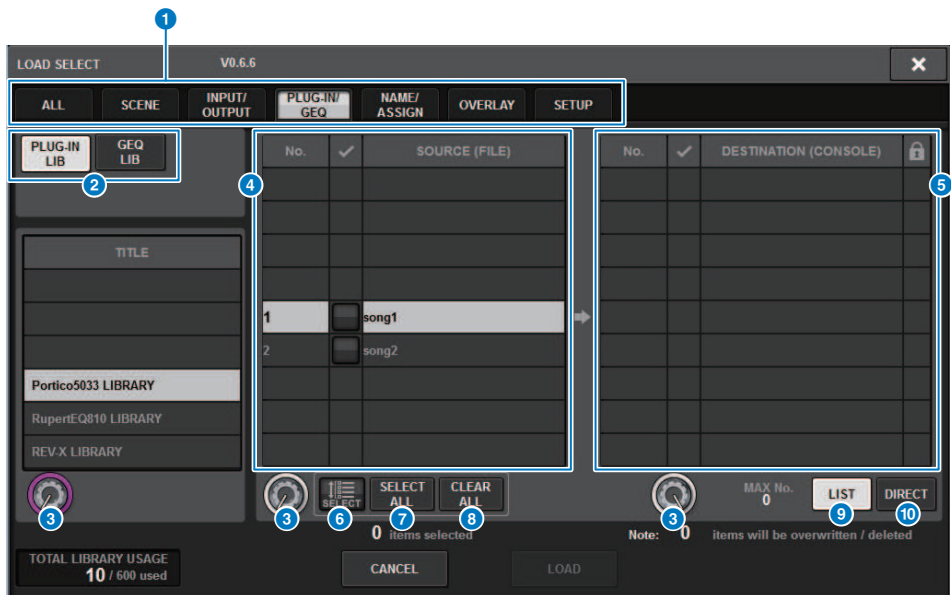 1
LOAD SELECT V0.6.6
ALL SCENE INPUT/ OUTPUT PLUG-IN/ GEQ NAME/ ASSIGN OVERLAY SETUP
PLUG-IN LIB GEQ LIB
2
No. SOURCE (FILE)
4
No. DESTINATION (CONSOLE)
5
TITLE
1 song1
2 song2
Portico5033 LIBRARY
RupertEQ810 LIBRARY
REV-X LIBRARY
3
3
SELECT
6
SELECT ALL
7
CLEAR ALL
8
3
MAX No.
0
LIST
9
DIRECT
10
0 items selected
Note: 0 items will be overwritten / deleted
TOTAL LIBRARY USAGE
10 / 600 used
CANCEL
LOAD